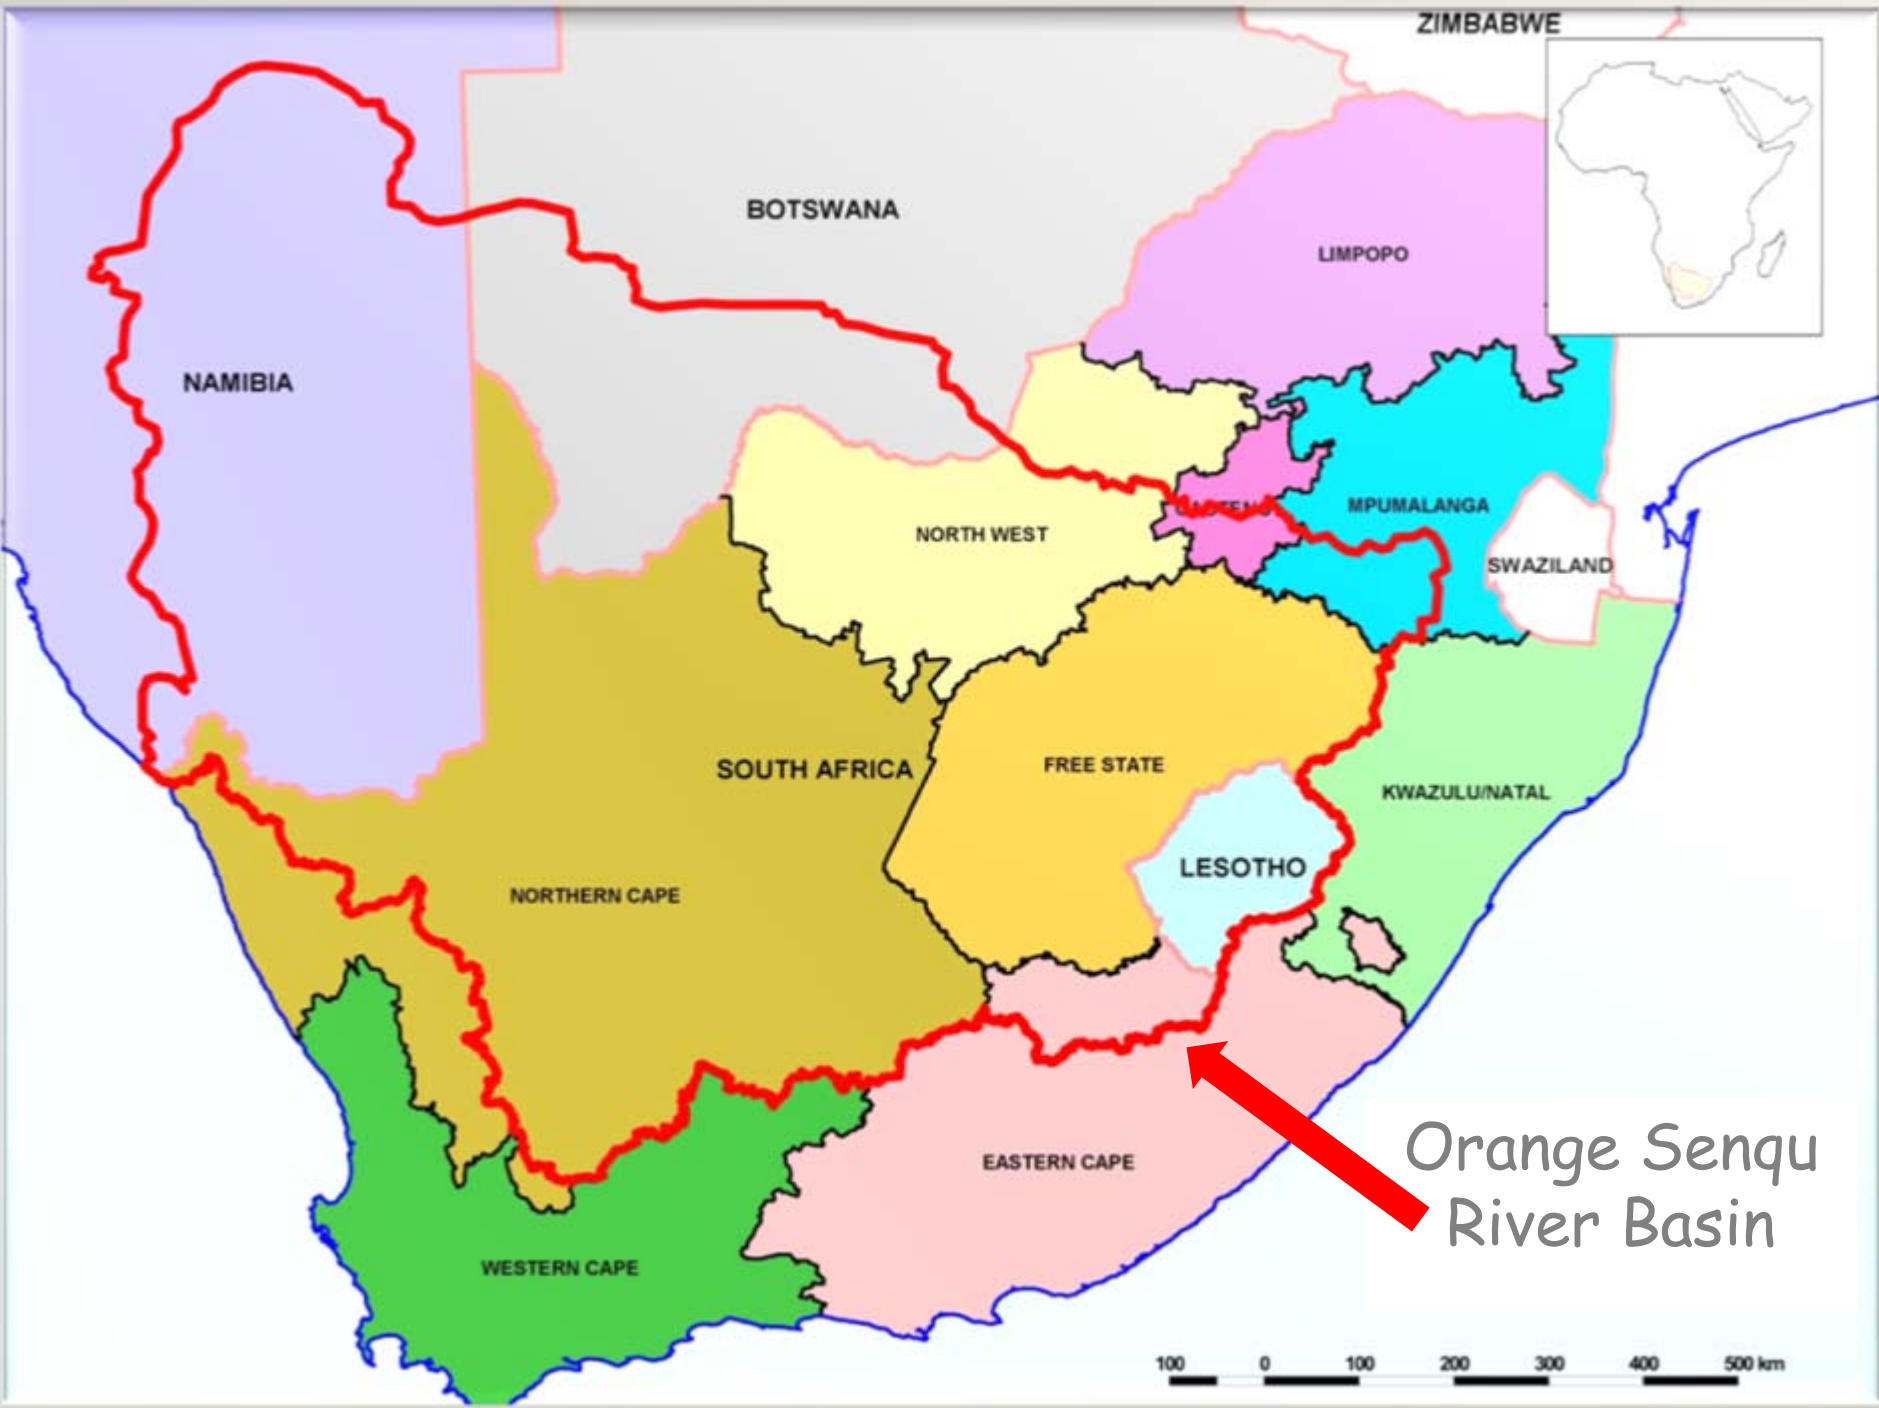 ZIMBABWE
BOTSWANA
LIMPOPO
NAMIBIA
MPUMALANGA
NORTH WEST
SWAZILAND
SOUTH AFRICA
FREE STATE
KWAZULU/NATAL
LESOTHO
NORTHERN CAPE
EASTERN CAPE
Orange Senqu
River Basin
WESTERN CAPE
100 0 100 200 300 400 500 km